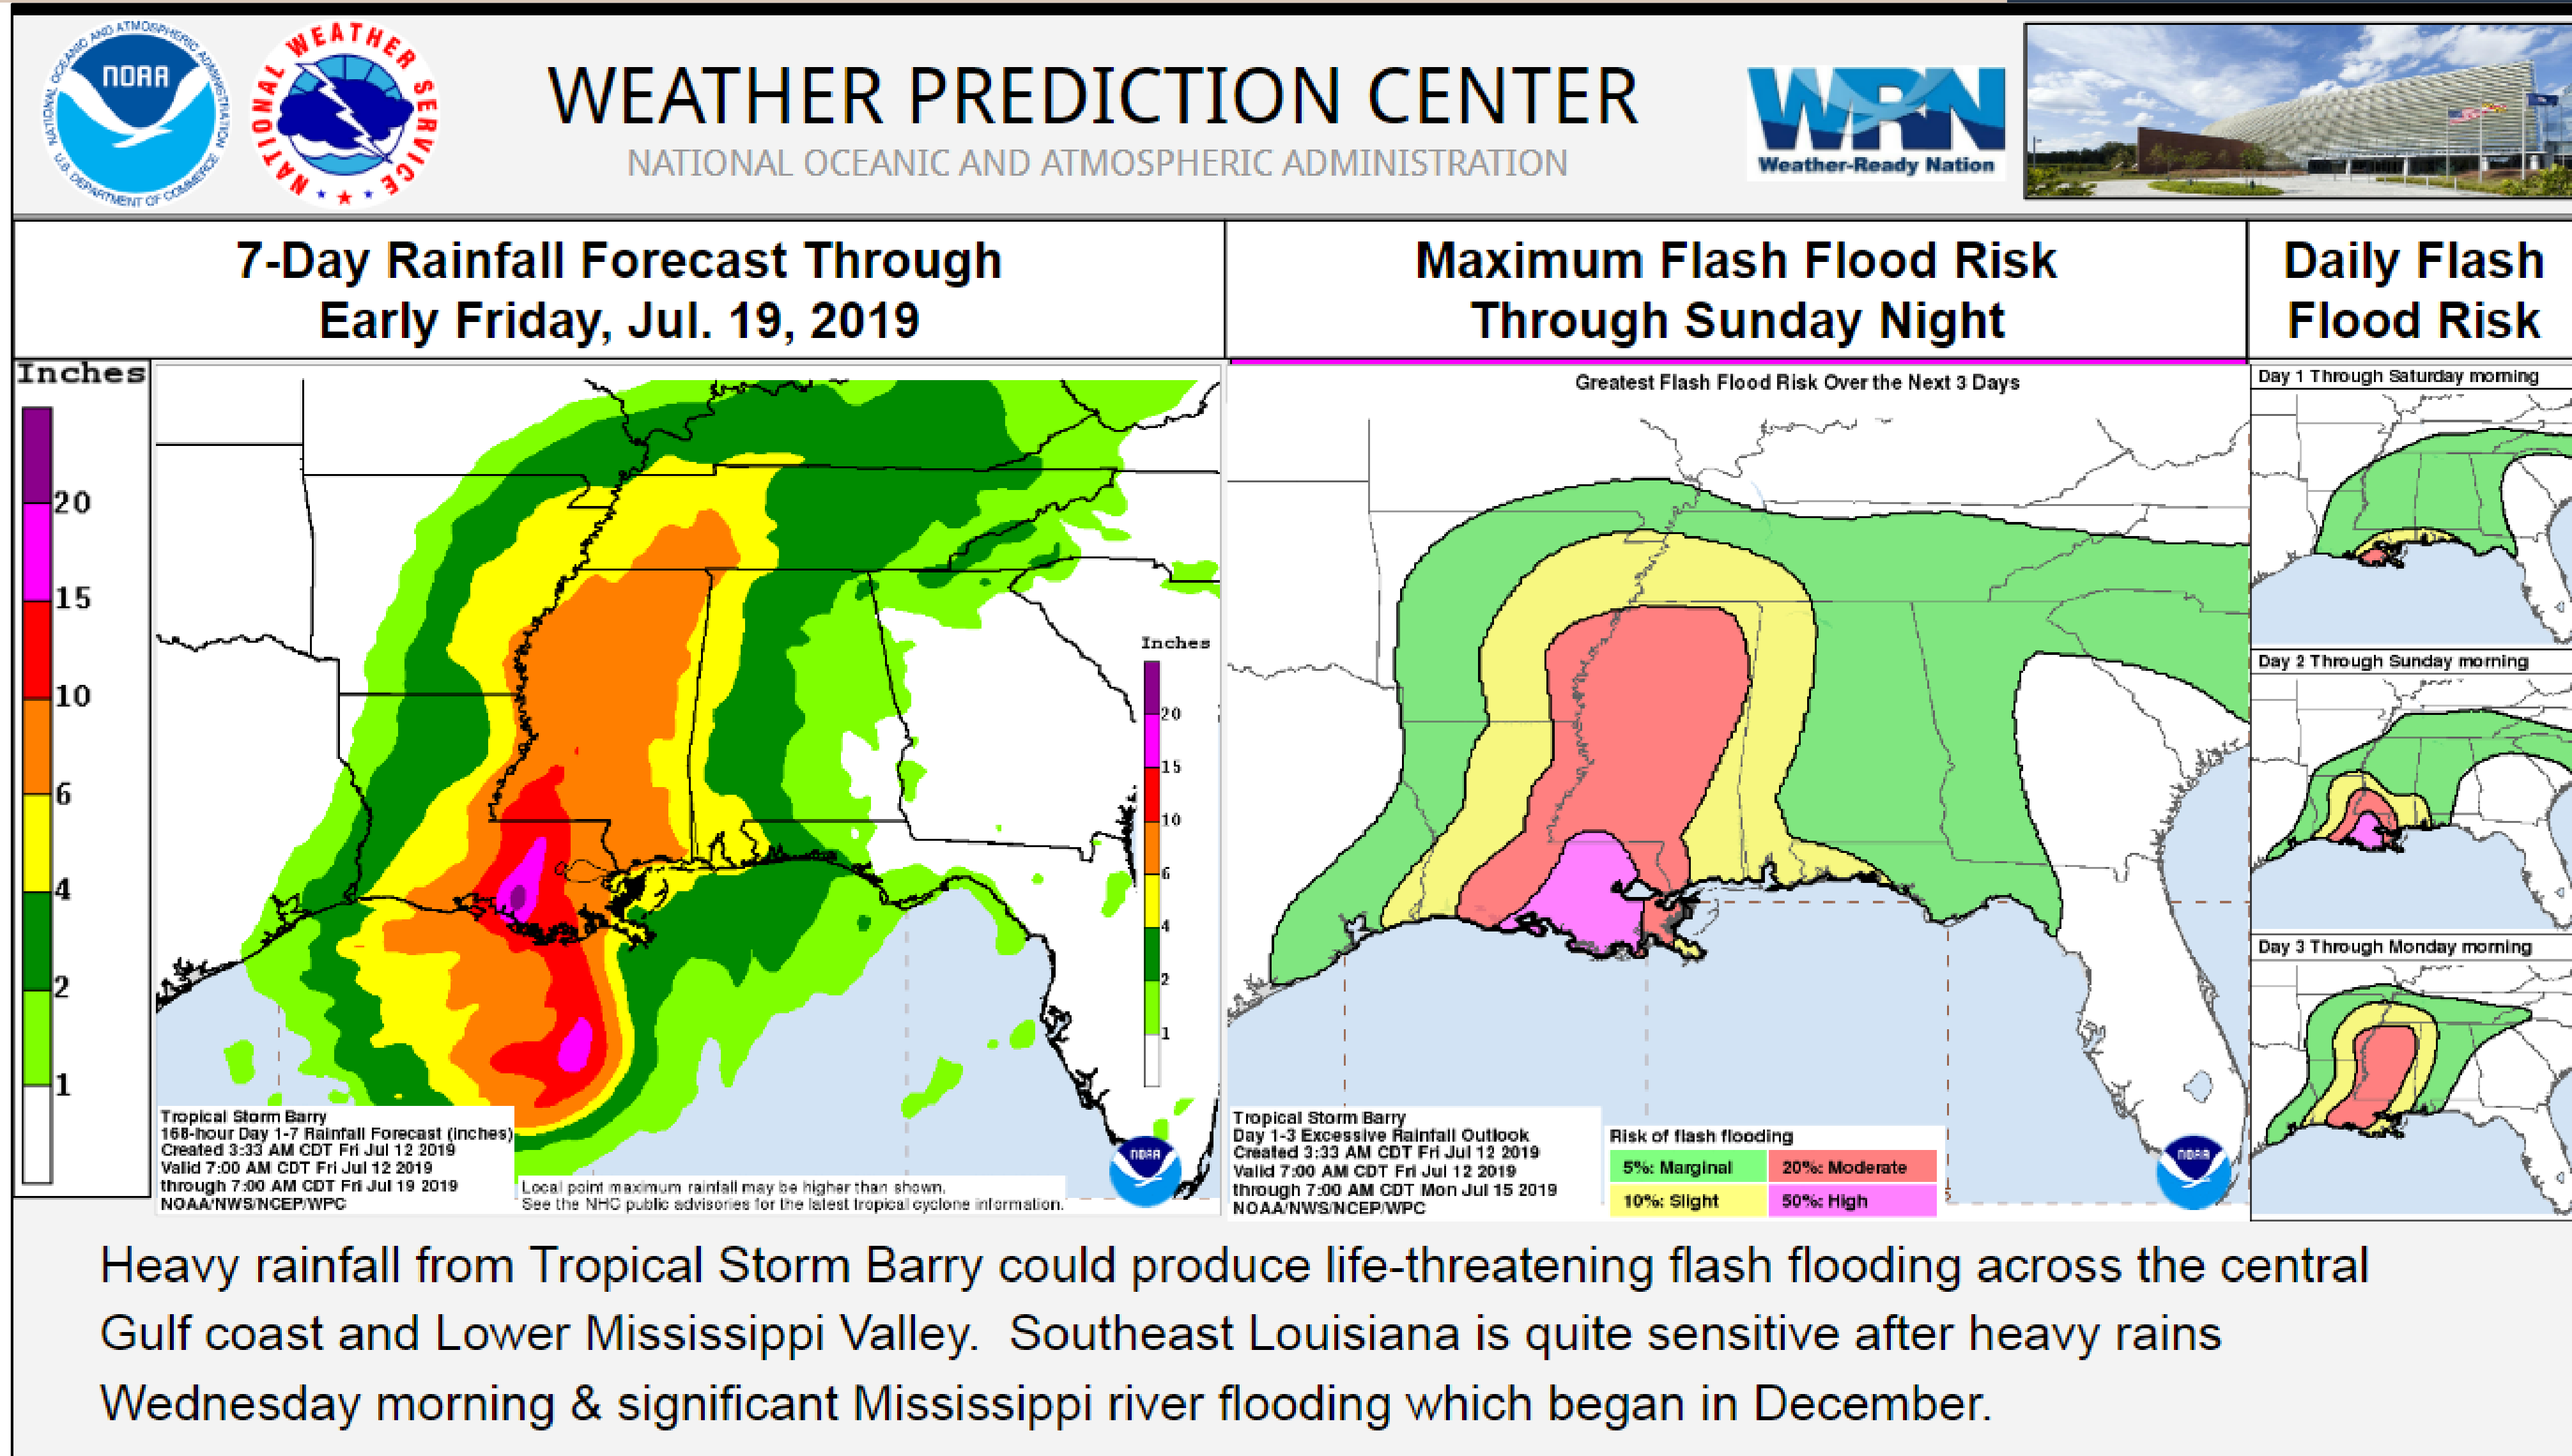 NATIONAL OCEANIC AND ATMOSPHERIC ADMINISTRATION
U.S. DEPARTMENT OF COMMERCE
NOAA
NATIONAL WEATHER SERVICE
WEATHER PREDICTION CENTER
NATIONAL OCEANIC AND ATMOSPHERIC ADMINISTRATION
WRN
Weather-Ready Nation
7-Day Rainfall Forecast Through
Early Friday, Jul. 19, 2019
Maximum Flash Flood Risk
Through Sunday Night
Daily Flash
Flood Risk
Inches
20
15
10
6
4
2
1
Inches
20
15
10
6
4
2
1
Tropical Storm Barry
168-hour Day 1-7 Rainfall Forecast (inches)
Created 3:33 AM CDT Fri Jul 12 2019
Valid 7:00 AM CDT Fri Jul 12 2019
through 7:00 AM CDT Fri Jul 19 2019
NOAA/NWS/NCEP/WPC
Local point maximum rainfall may be higher than shown.
See the NHC public advisories for the latest tropical cyclone information.
NOAA
Greatest Flash Flood Risk Over the Next 3 Days
Tropical Storm Barry
Day 1-3 Excessive Rainfall Outlook
Created 3:33 AM CDT Fri Jul 12 2019
Valid 7:00 AM CDT Fri Jul 12 2019
through 7:00 AM CDT Mon Jul 15 2019
NOAA/NWS/NCEP/WPC
Risk of flash flooding
5%: Marginal
20%: Moderate
10%: Slight
50%: High
NOAA
Day 1 Through Saturday morning
Day 2 Through Sunday morning
Day 3 Through Monday morning
Heavy rainfall from Tropical Storm Barry could produce life-threatening flash flooding across the central
Gulf coast and Lower Mississippi Valley.  Southeast Louisiana is quite sensitive after heavy rains
Wednesday morning & significant Mississippi river flooding which began in December.